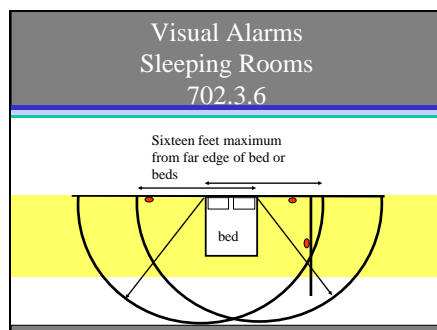 Visual Alarms
Sleeping Rooms
702.3.6
Sixteen feet maximum
from far edge of bed or
beds
bed